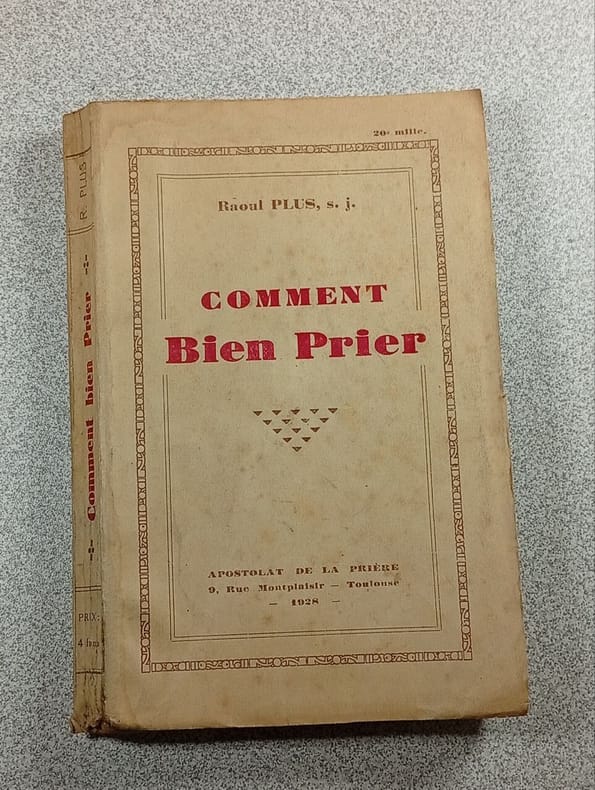 20e mille.
Raoul PLUS, s. j.
COMMENT
Bien Prier
APOSTOLAT DE LA PRIÈRE
9, Rue Montplaisir — Toulouse
— 1928 —
R. PLUS
Comment bien Prier
PRIX:
4